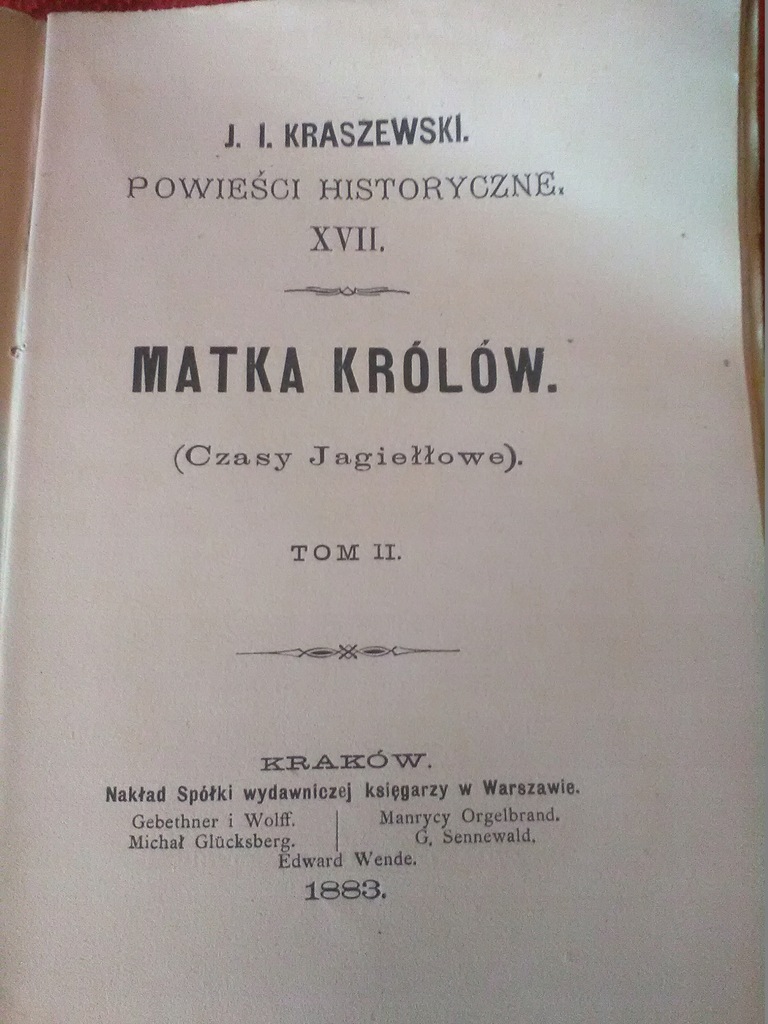 J. I. KRASZEWSKI.
POWIEŚCI HISTORYCZNE.
XVII.
MATKA KRÓLÓW.
(Czasy Jagiełłowe).
TOM II.
KRAKÓW.
Nakład Spółki wydawniczej księgarzy w Warszawie.
Gebethner i Wolff.
Michał Glücksberg.
Manrycy Orgelbrand.
G. Sennewald.
Edward Wende.
1883.